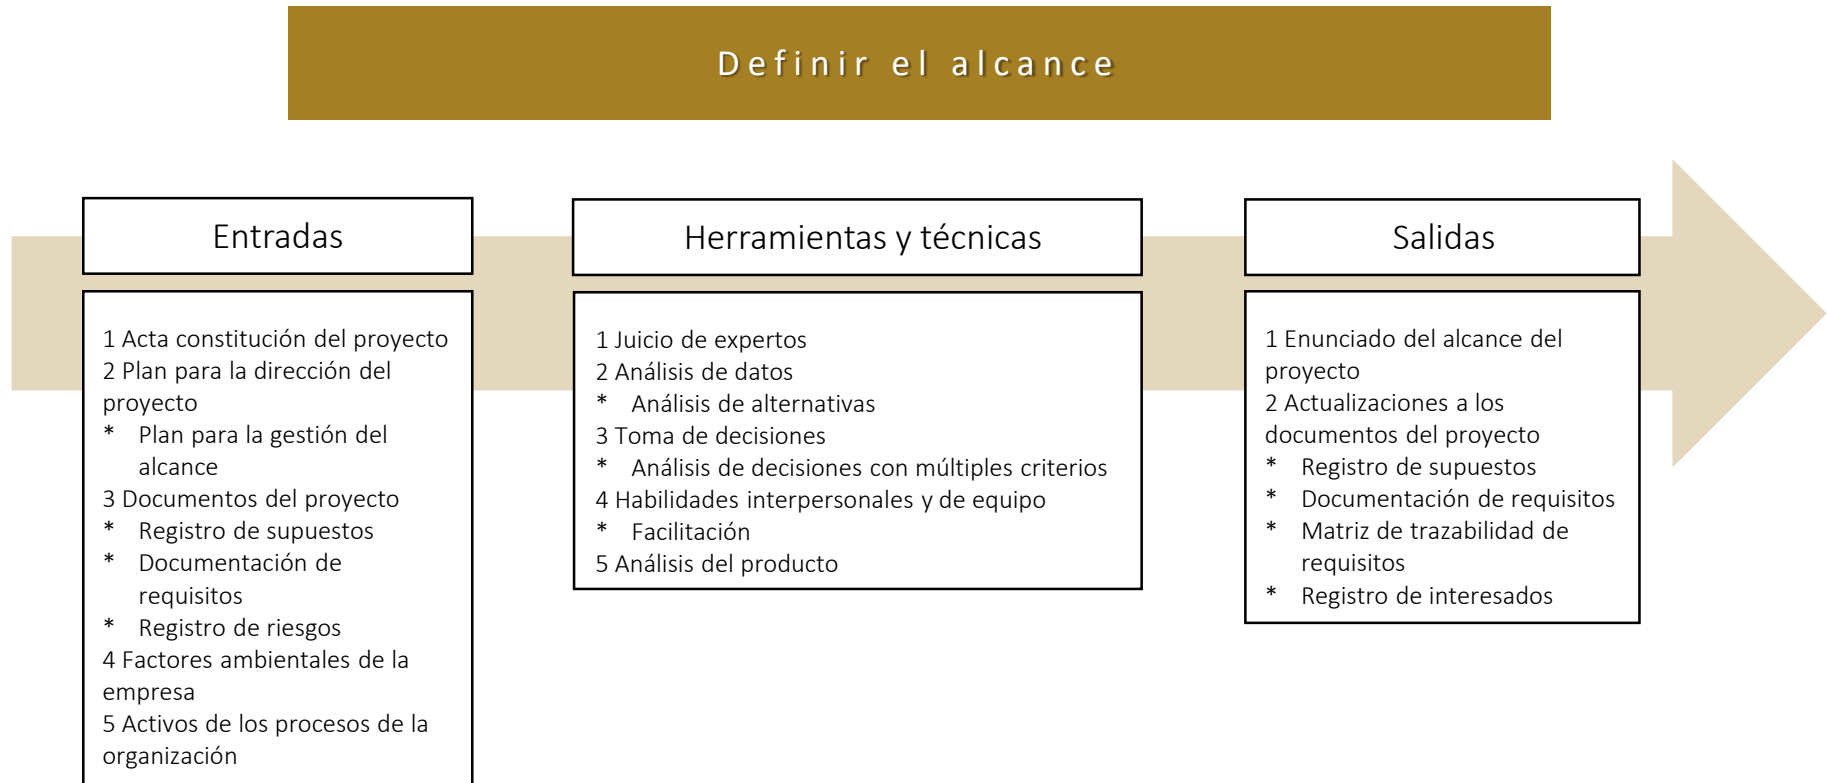 Definir el alcance
Entradas
1 Acta constitución del proyecto
2 Plan para la dirección del
proyecto
* Plan para la gestión del
alcance
3 Documentos del proyecto
* Registro de supuestos
* Documentación de
requisitos
* Registro de riesgos
4 Factores ambientales de la
empresa
5 Activos de los procesos de la
organización
Herramientas y técnicas
1 Juicio de expertos
2 Análisis de datos
* Análisis de alternativas
3 Toma de decisiones
* Análisis de decisiones con múltiples criterios
4 Habilidades interpersonales y de equipo
* Facilitación
5 Análisis del producto
Salidas
1 Enunciado del alcance del
proyecto
2 Actualizaciones a los
documentos del proyecto
* Registro de supuestos
* Documentación de requisitos
* Matriz de trazabilidad de
requisitos
* Registro de interesados